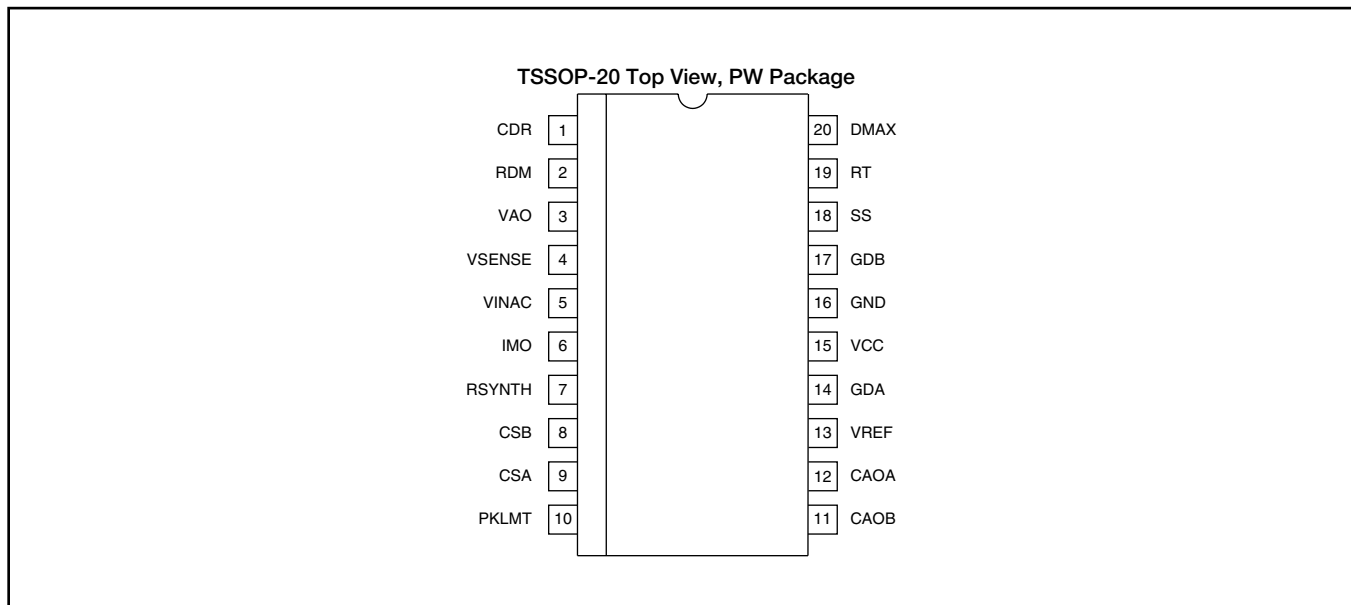 TSSOP-20 Top View, PW Package
CDR 1 20 DMAX
RDM 2 19 RT
VAO 3 18 SS
VSENSE 4 17 GDB
VINAC 5 16 GND
IMO 6 15 VCC
RSYNTH 7 14 GDA
CSB 8 13 VREF
CSA 9 12 CAOA
PKLMT 10 11 CAOB